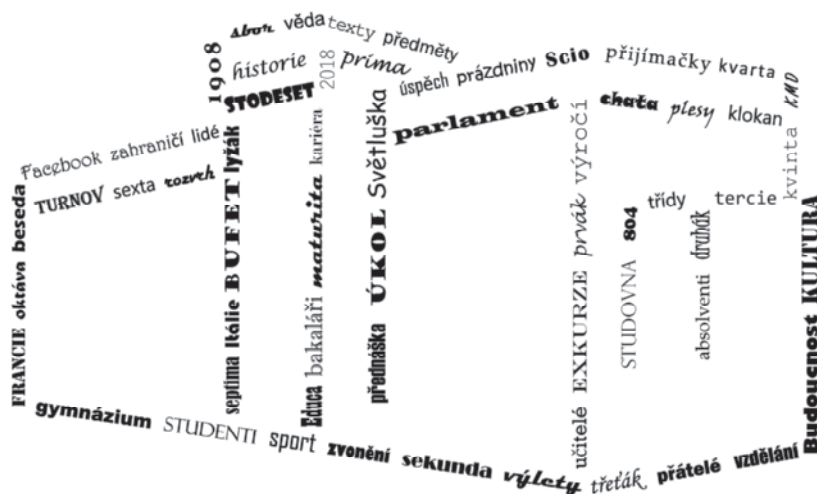 sbor věda texty předměty
1908
historie
2018
príma
STODESET
úspěch prázdniny Scio přijímačky kvarta
KMD
parlament
chata plesy klokan
Facebook zahraničí lidé
TURNOV sexta rozvrh
FRANCIE oktáva beseda
septima Itálie BUFET lyžák
Educa bakaláři maturita kariéra
přednáška ÚKOL Světluška
učitelé EXKURZE prvák výročí
STUDOVNA 804
třídy tercie
absolventi druhák
kvinta
Budoucnost KULTURA
gymnázium STUDENTI sport zvonění sekunda výlety třeťák přátelé vzdělání